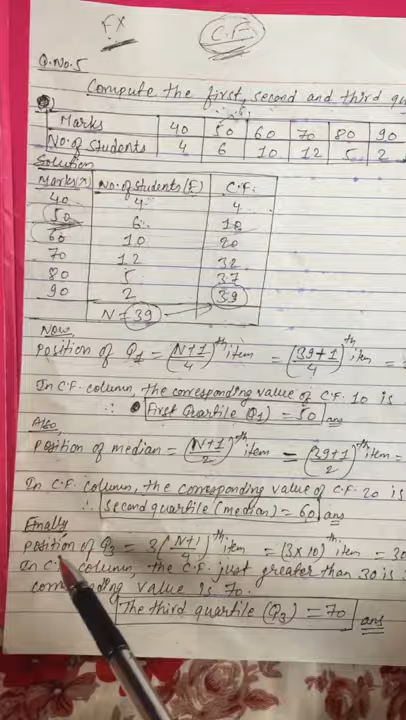 FX
C.F
Q.No.5
Compute the first, second and third
Marks 40 50 60 70 80 90
No. of students 4 6 10 12 5 2
Solution
Marks(x) No. of students (f) C.F.
40 4 4
50 6 10
60 10 20
70 12 32
80 5 37
90 2 39
N = 39
Now,
Position of Q1 = (N+1/4)th item = (39+1/4)th item =
In C.F. column, the corresponding value of C.F. 10 is
∴ First Quartile (Q1) = 50 ans
Also,
Position of median = (N+1/2)th item = (39+1/2)th item =
In C.F. column, the corresponding value of C.F. 20 is
∴ second quartile (median) = 60 ans
Finally
position of Q3 = 3(N+1/4)th item = (3×10)th item = 30
In C.F. column, the C.F. just greater than 30 is
corresponding value is 70.
The third quartile (Q3) = 70 ans